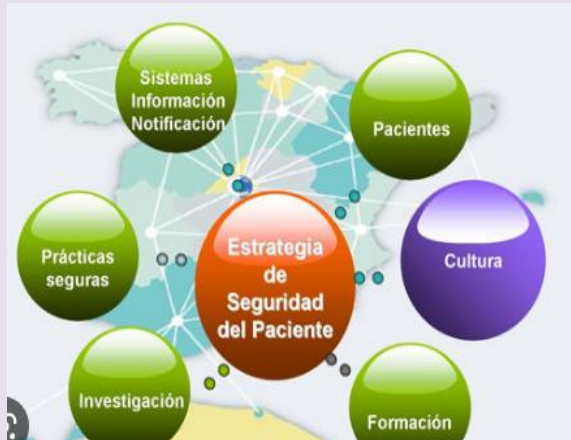 Sistemas
Información
Notificación
Pacientes
Prácticas
seguras
Estrategia
de
Seguridad
del Paciente
Cultura
Investigación
Formación